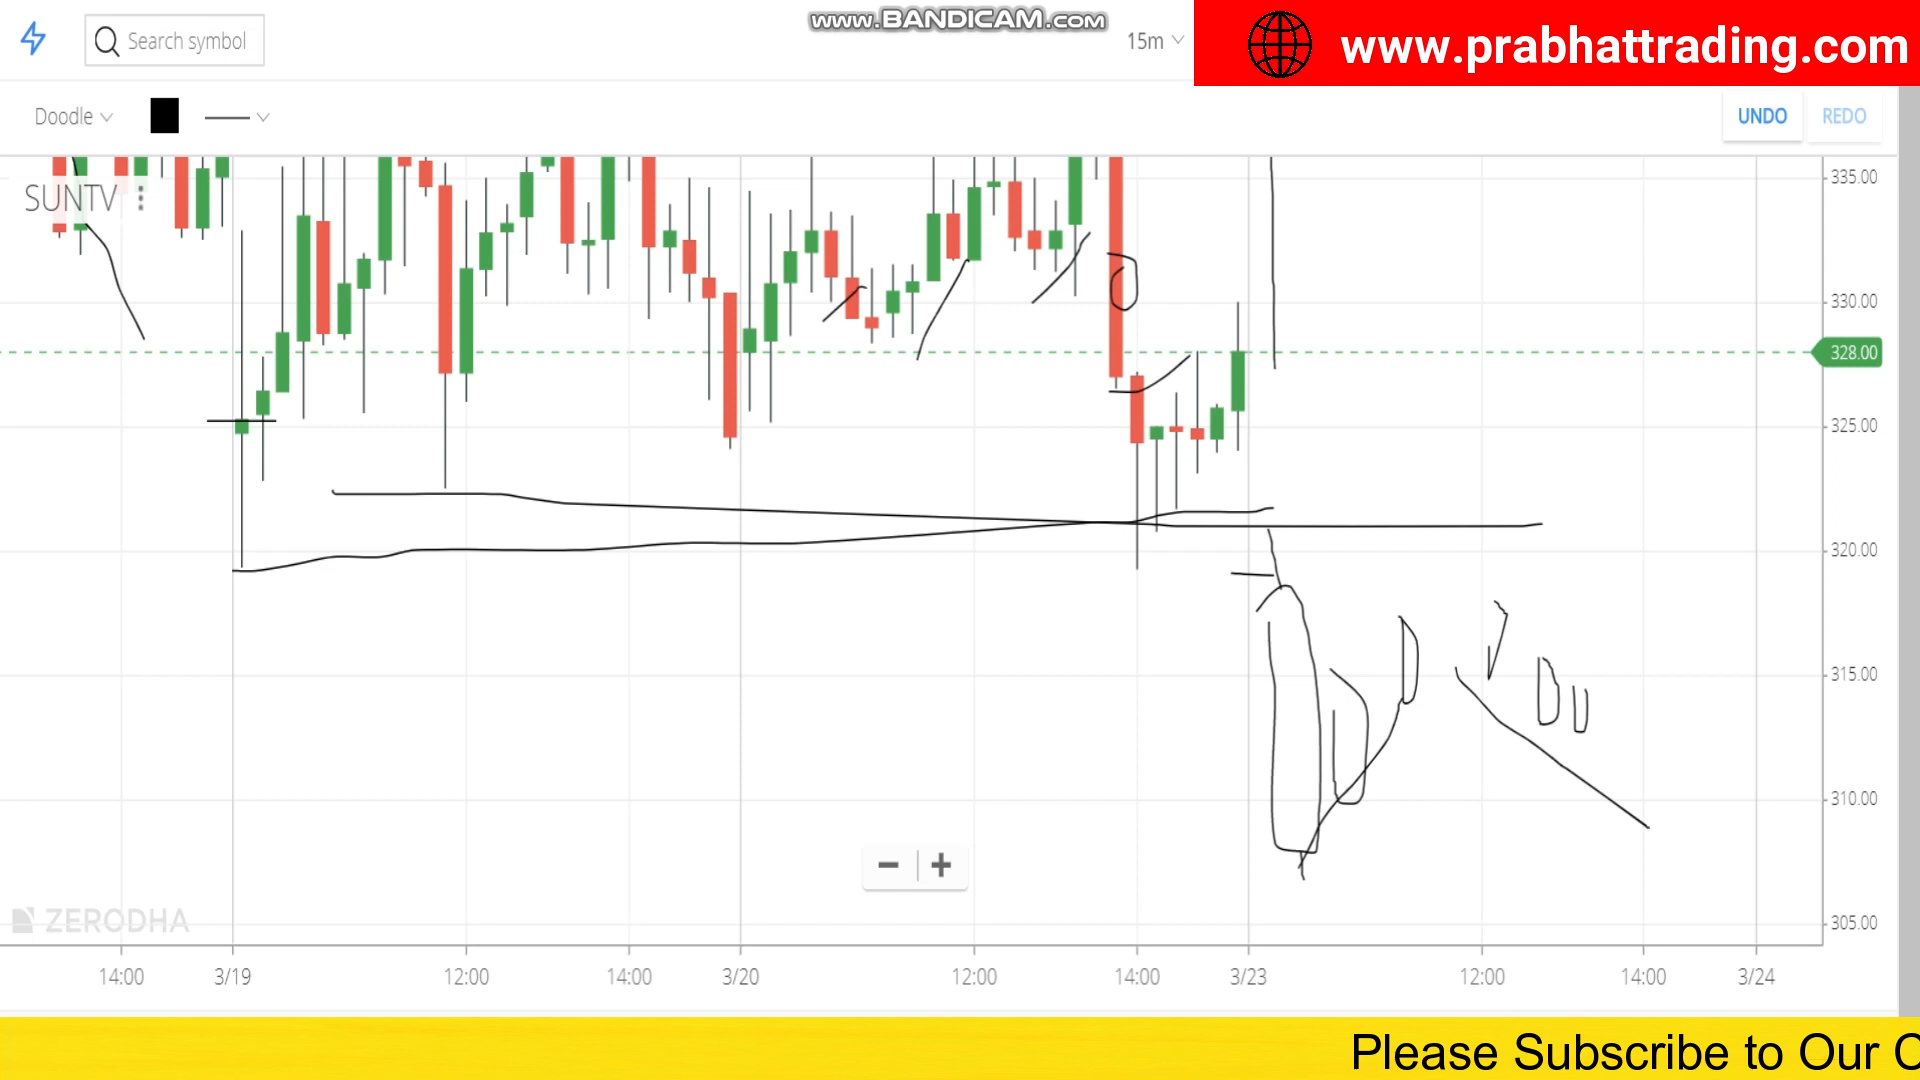 Search symbol
www.BANDICAM.COM
15m
www.prabhattrading.com
Doodle
UNDO
REDO
SUNTV
335.00
330.00
328.00
325.00
320.00
315.00
310.00
305.00
ZERODHA
14:00
3/19
12:00
14:00
3/20
12:00
14:00
3/23
12:00
14:00
3/24
Please Subscribe to Our